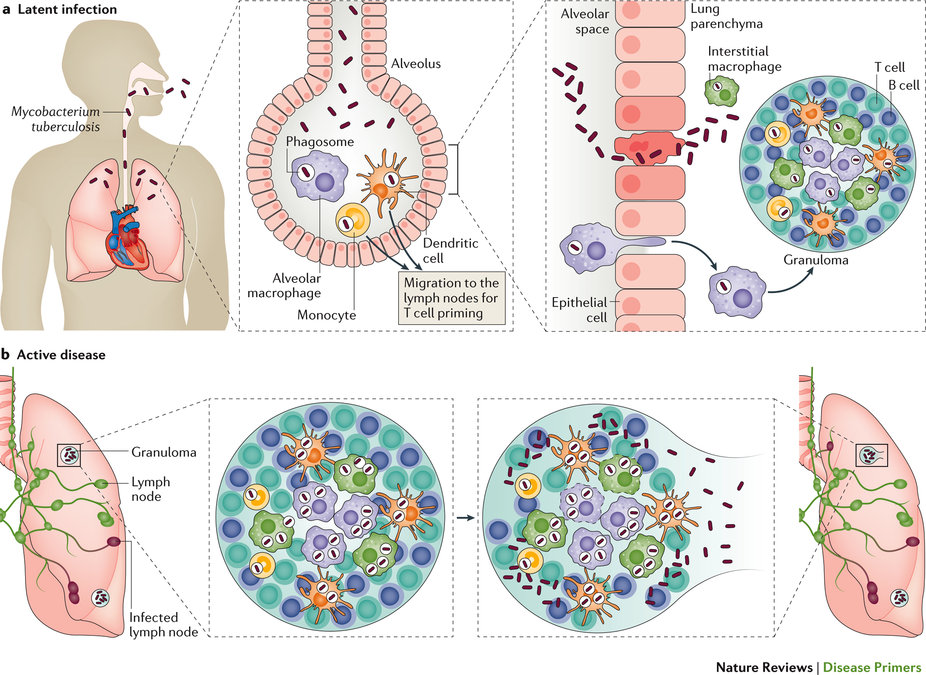 a Latent infection
Mycobacterium
tuberculosis
Alveolus
Phagosome
Dendritic
cell
Alveolar
macrophage
Monocyte
Migration to the
lymph nodes for
T cell priming
Alveolar
space
Lung
parenchyma
Interstitial
macrophage
T cell
B cell
Granuloma
Epithelial
cell
b Active disease
Granuloma
Lymph
node
Infected
lymph node
Nature Reviews | Disease Primers